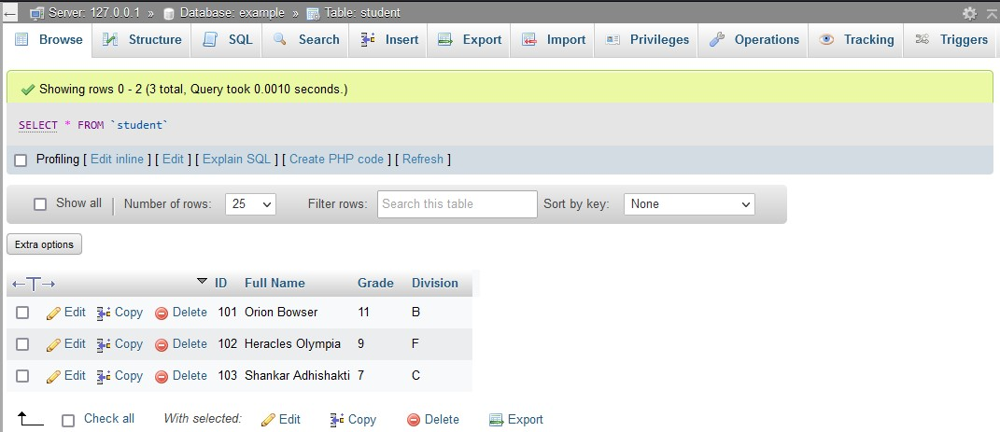 Server: 127.0.0.1 » Database: example » Table: student
Browse Structure SQL Search Insert Export Import Privileges Operations Tracking Triggers
Showing rows 0 - 2 (3 total, Query took 0.0010 seconds.)
SELECT * FROM `student`
Profiling [ Edit inline ] [ Edit ] [ Explain SQL ] [ Create PHP code ] [ Refresh ]
Show all Number of rows: 25 Filter rows: Search this table Sort by key: None
Extra options
←T→ ID Full Name Grade Division
Edit Copy Delete 101 Orion Bowser 11 B
Edit Copy Delete 102 Heracles Olympia 9 F
Edit Copy Delete 103 Shankar Adhishakti 7 C
Check all With selected: Edit Copy Delete Export